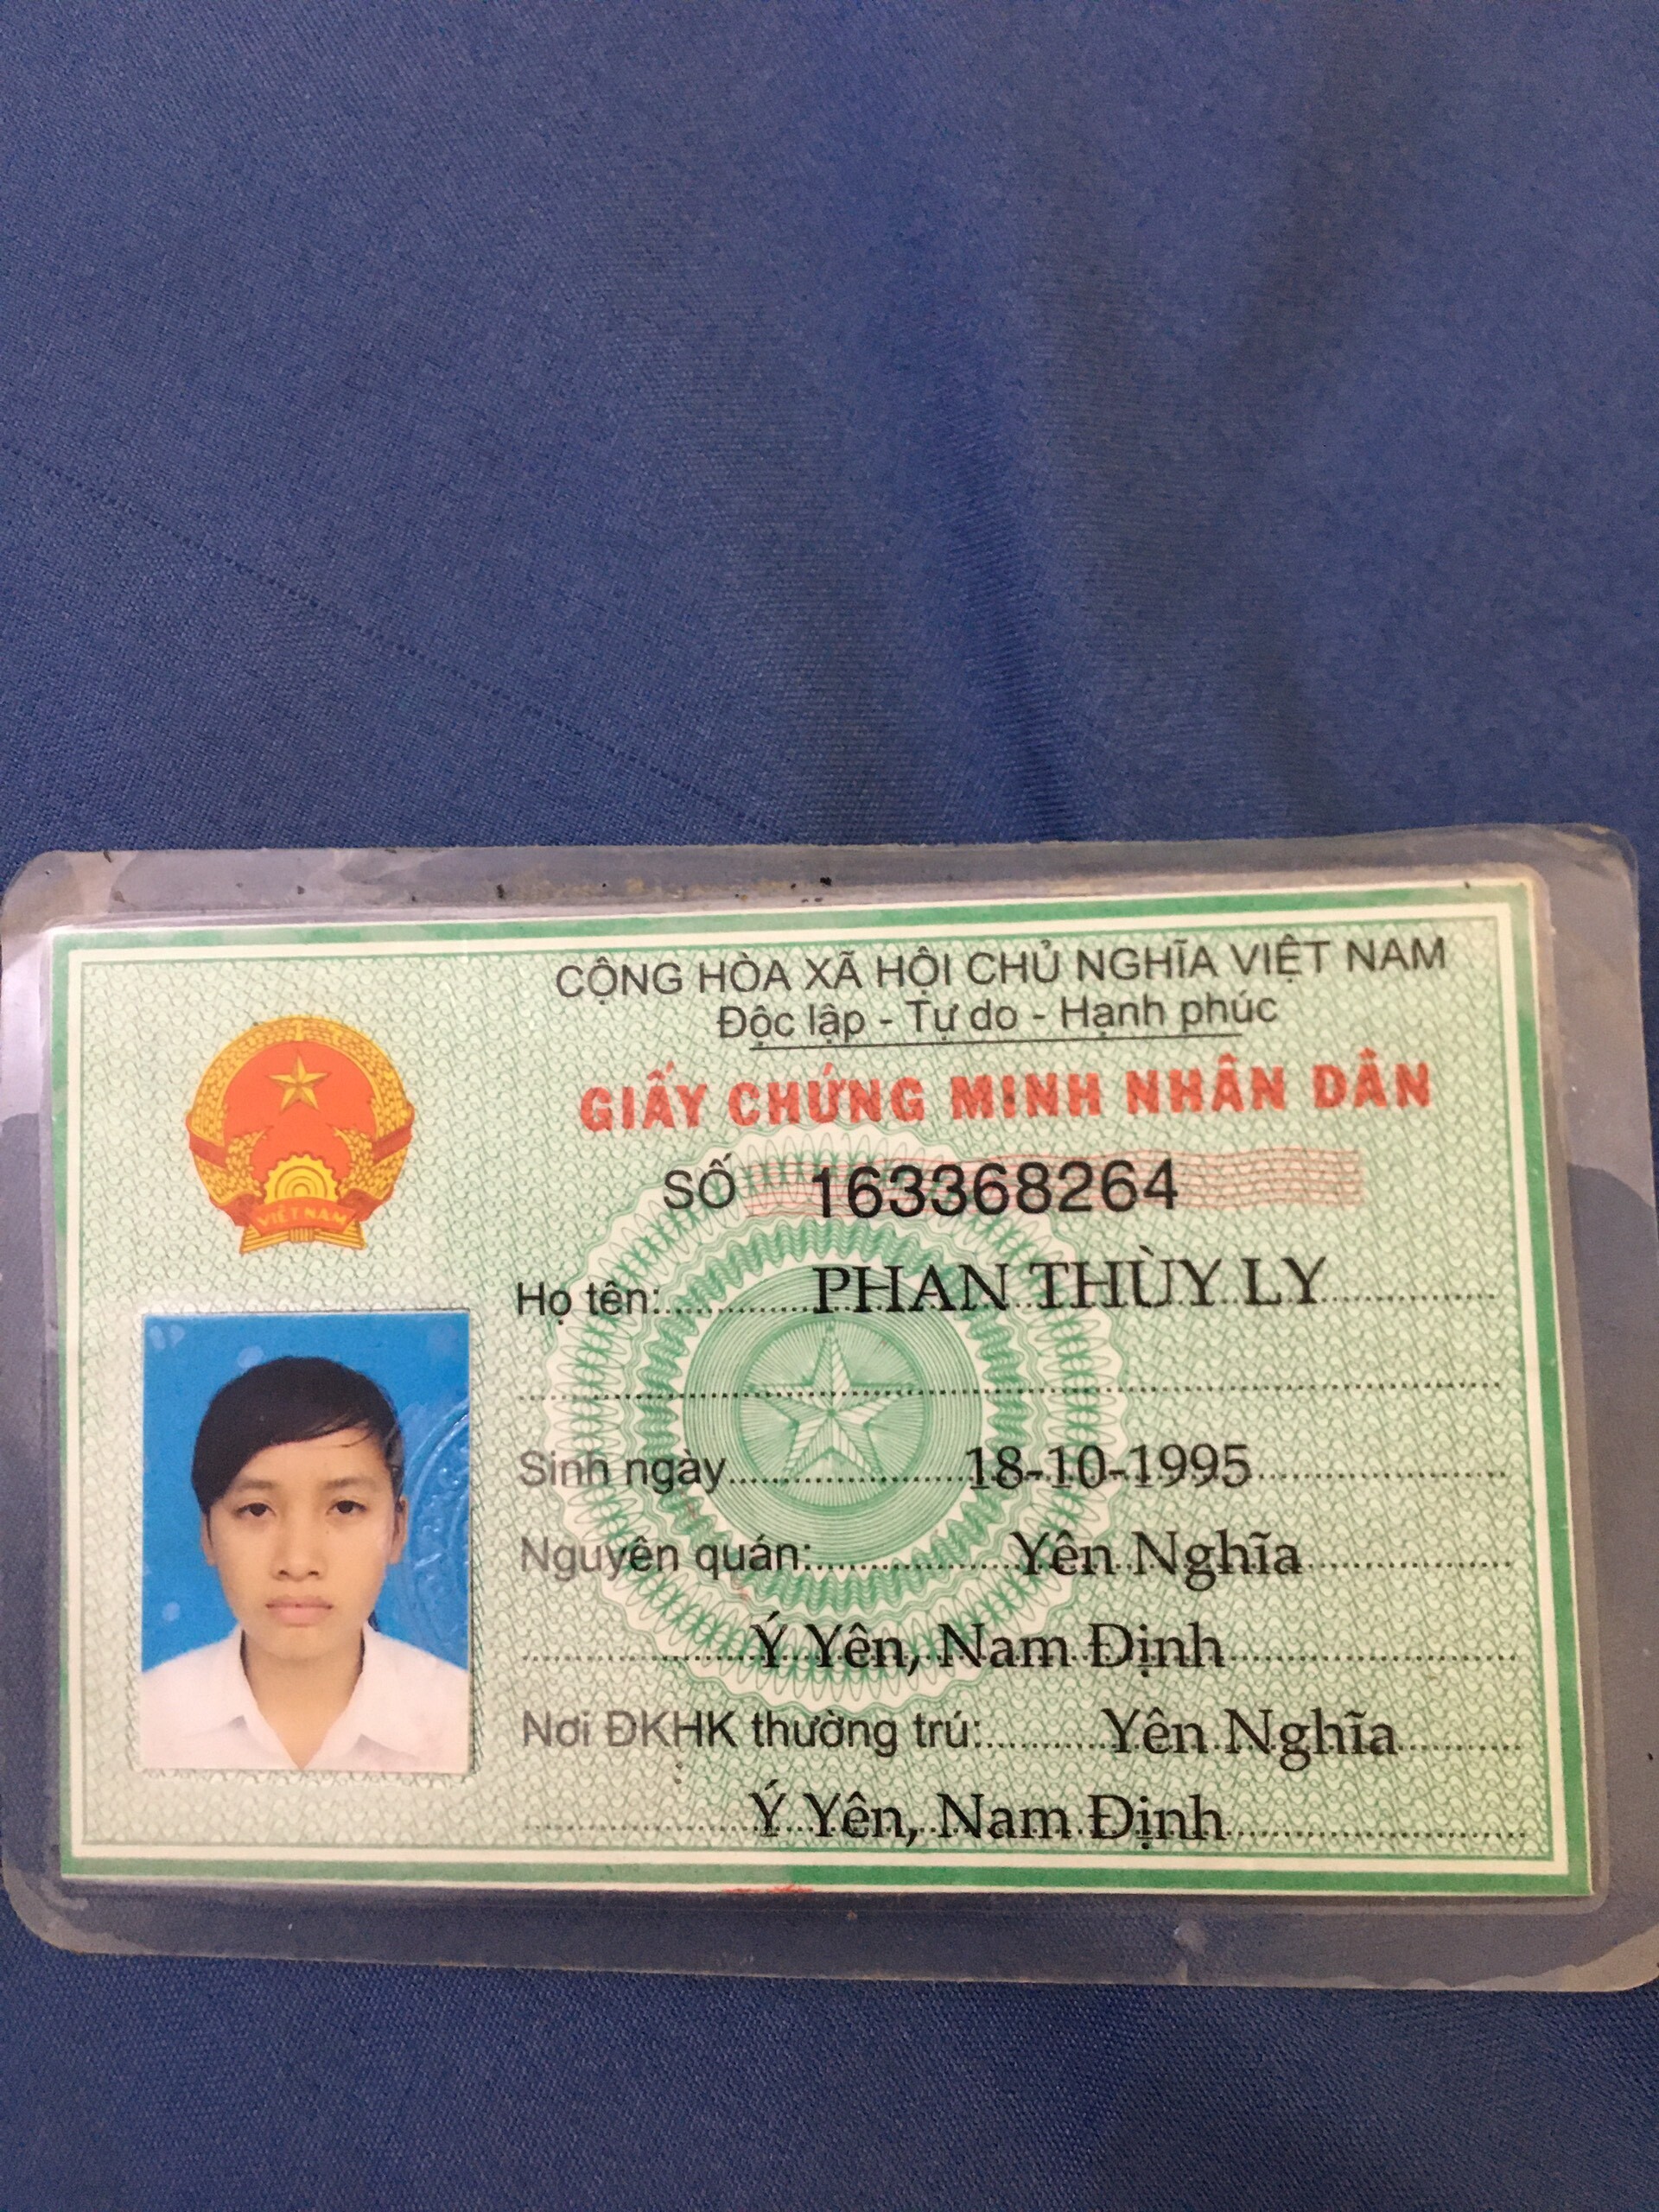 CỘNG HÒA XÃ HỘI CHỦ NGHĨA VIỆT NAM
Độc lập - Tự do - Hạnh phúc
GIẤY CHỨNG MINH NHÂN DÂN
SỐ 163368264
Họ tên: PHAN THÙY LY
Sinh ngày 18-10-1995
Nguyên quán: Yên Nghĩa
Ý Yên, Nam Định
Nơi ĐKHK thường trú: Yên Nghĩa
Ý Yên, Nam Định
VIỆT NAM